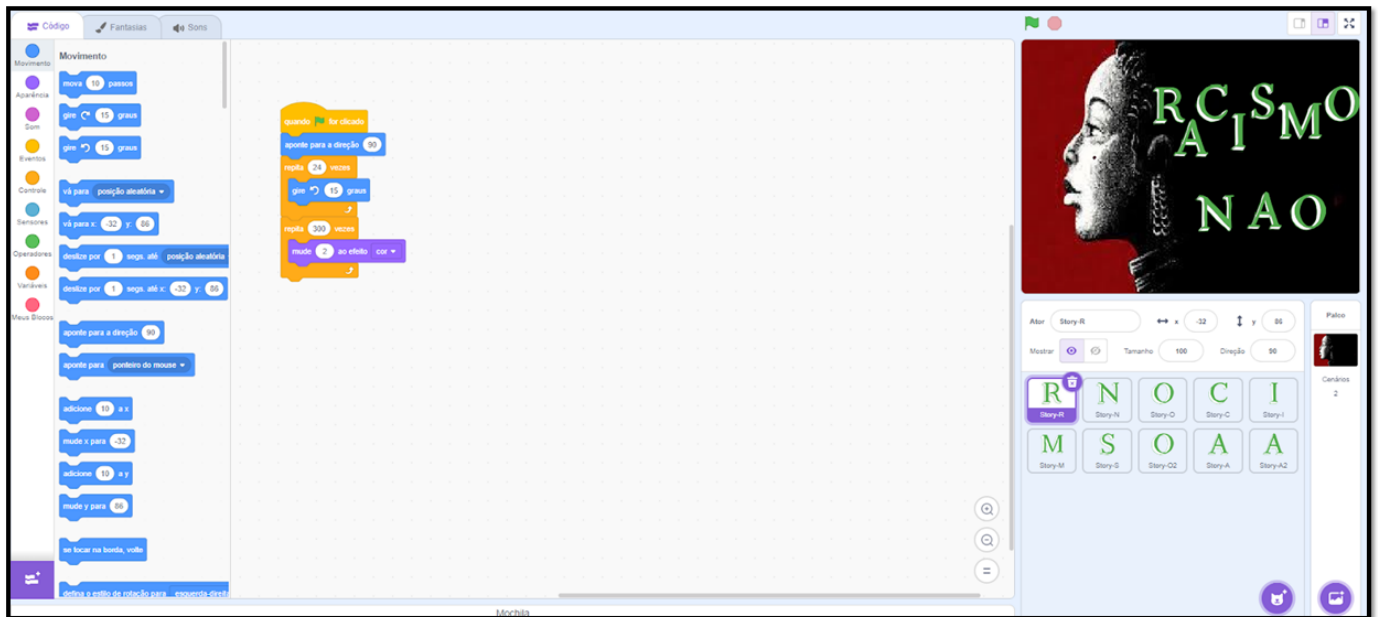 Código Fantasias Sons
Movimento
Aparência
Som
Eventos
Controle
Sensores
Operadores
Variáveis
Meus Blocos
Movimento
mova 10 passos
gire 15 graus
gire 15 graus
vá para posição aleatória
vá para x: -32 y: 86
deslize por 1 segs. até posição aleatória
deslize por 1 segs. até x: -32 y: 86
aponte para a direção 90
aponte para ponteiro do mouse
adicione 10 a x
mude x para -32
adicione 10 a y
mude y para 86
se tocar na borda, volte
defina o estilo de rotação para esquerda-direit
quando for clicado
aponte para a direção 90
repita 24 vezes
gire 15 graus
repita 300 vezes
mude 2 ao efeito cor
Mochila
RACISMO
NAO
Ator Story-R x -32 y 86
Mostrar Tamanho 100 Direção 90
R N O C I
Story-R Story-N Story-O Story-C Story-I
M S O A A
Story-M Story-S Story-O2 Story-A Story-A2
Palco
Cenários
2